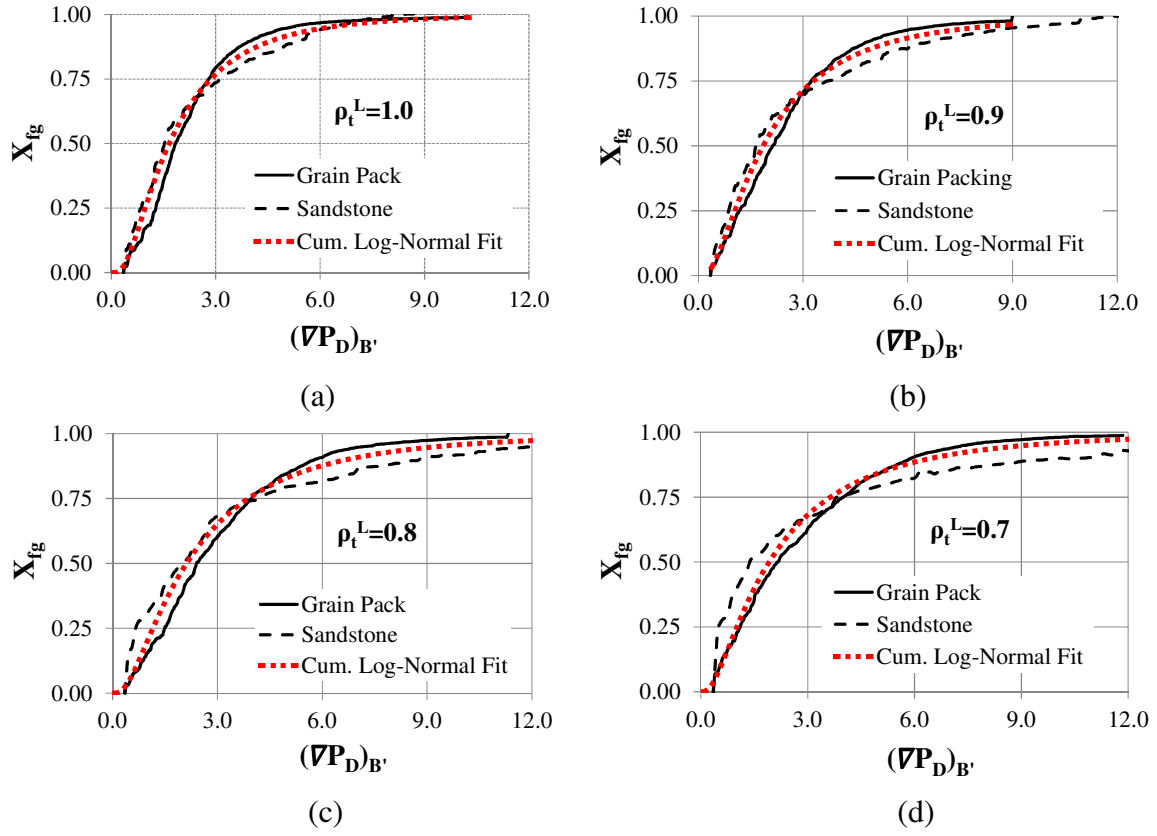 1.00
0.75
0.50
0.25
0.00
X_fg
ρ_t^L=1.0
Grain Pack
Sandstone
Cum. Log-Normal Fit
0.0 3.0 6.0 9.0 12.0
(∇P_D)_B'
(a)
1.00
0.75
0.50
0.25
0.00
X_fg
ρ_t^L=0.9
Grain Packing
Sandstone
Cum. Log-Normal Fit
0.0 3.0 6.0 9.0 12.0
(∇P_D)_B'
(b)
1.00
0.75
0.50
0.25
0.00
X_fg
ρ_t^L=0.8
Grain Pack
Sandstone
Cum. Log-Normal Fit
0.0 3.0 6.0 9.0 12.0
(∇P_D)_B'
(c)
1.00
0.75
0.50
0.25
0.00
X_fg
ρ_t^L=0.7
Grain Pack
Sandstone
Cum. Log-Normal Fit
0.0 3.0 6.0 9.0 12.0
(∇P_D)_B'
(d)